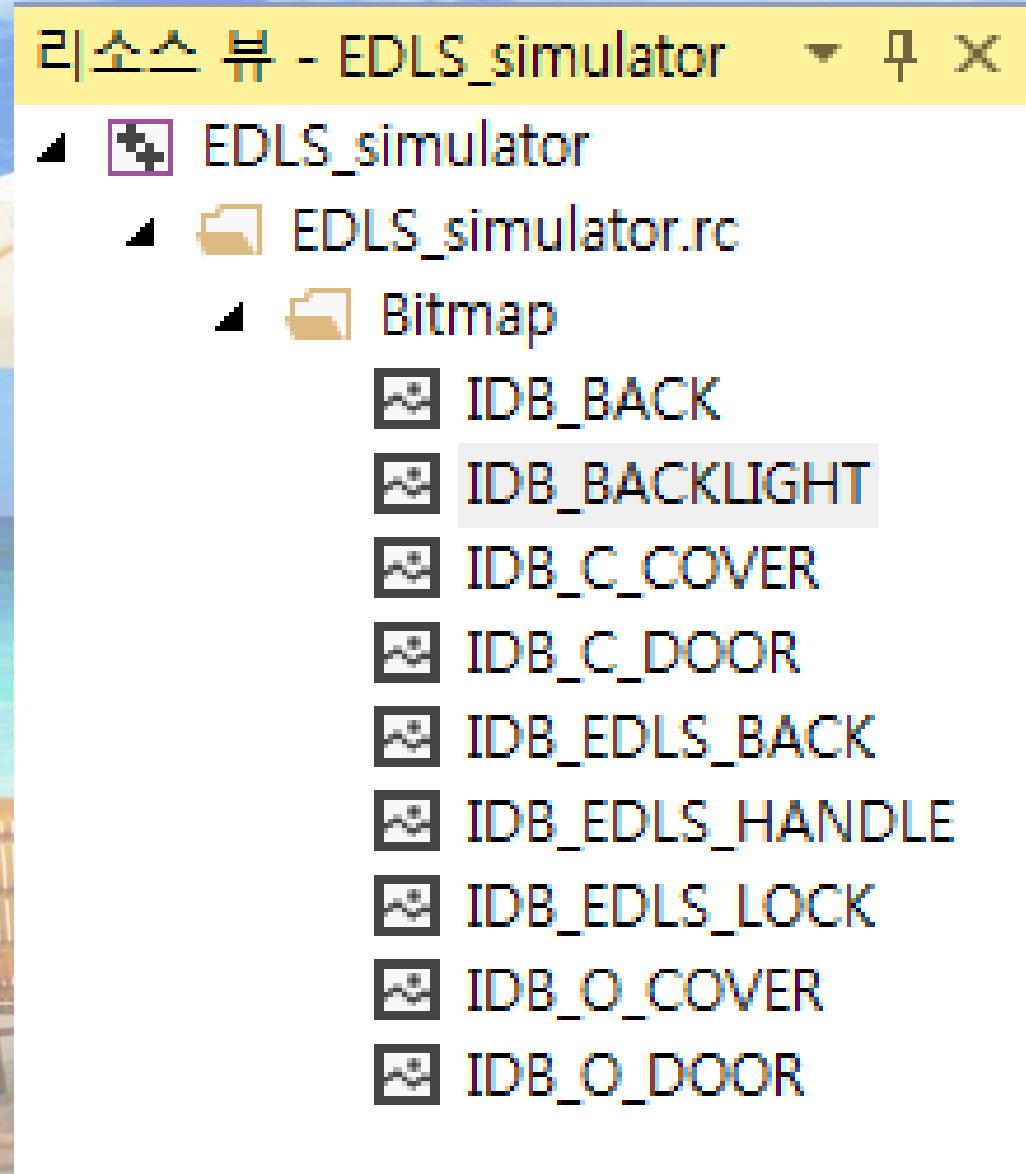 리소스 뷰 - EDLS_simulator
EDLS_simulator
EDLS_simulator.rc
Bitmap
IDB_BACK
IDB_BACKLIGHT
IDB_C_COVER
IDB_C_DOOR
IDB_EDLS_BACK
IDB_EDLS_HANDLE
IDB_EDLS_LOCK
IDB_O_COVER
IDB_O_DOOR